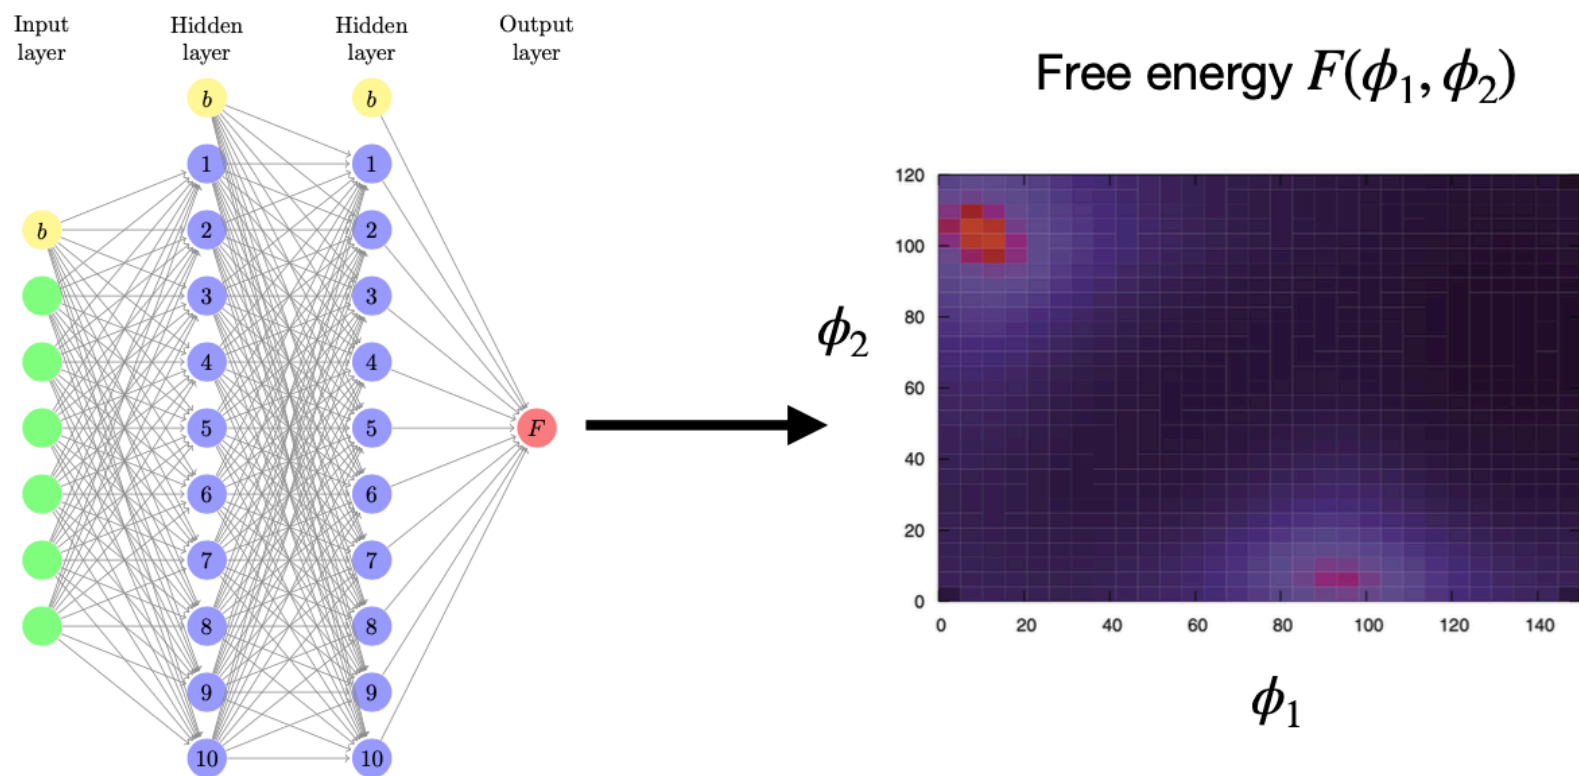 Input
layer
Hidden
layer
Hidden
layer
Output
layer
b
b
b
1
2
3
4
5
6
7
8
9
10
1
2
3
4
5
6
7
8
9
10
F
Free energy F(ϕ₁, ϕ₂)
ϕ₂
120
100
80
60
40
20
0
0 20 40 60 80 100 120 140
ϕ₁